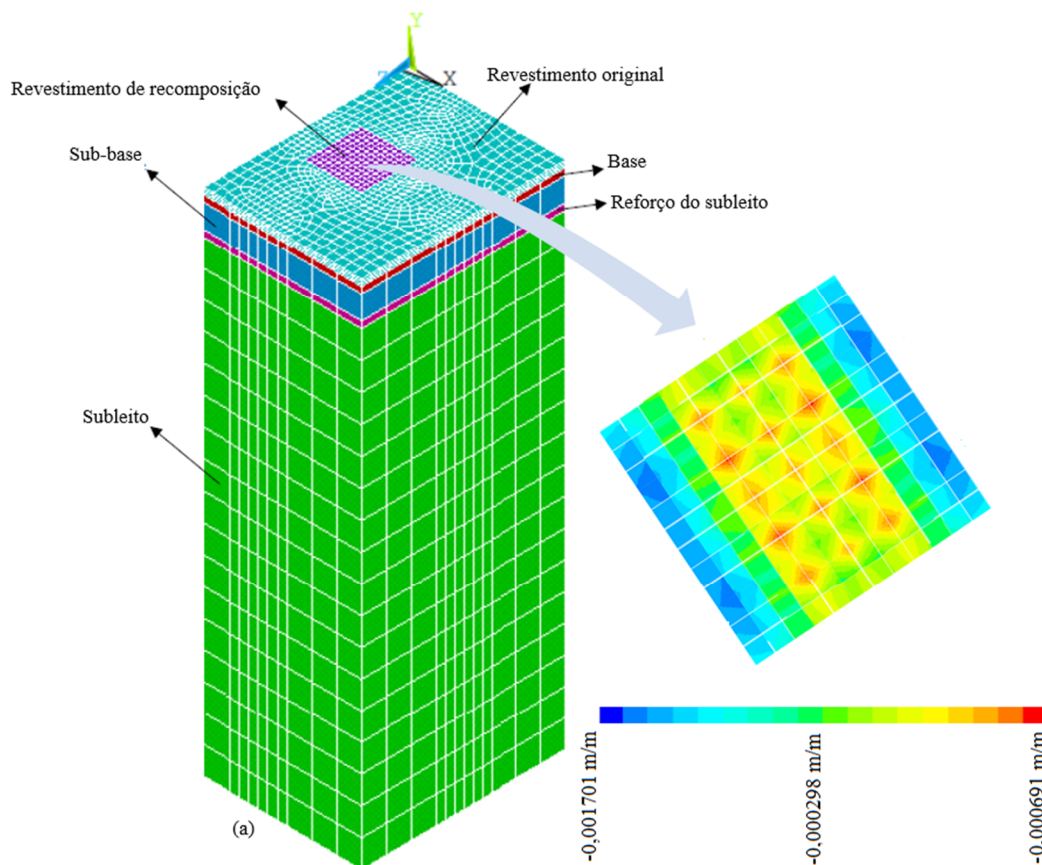 Y
Z
X
Revestimento de recomposição
Revestimento original
Sub-base
Base
Reforço do subleito
Subleito
(a)
-0,001701 m/m
-0,000298 m/m
-0,000691 m/m